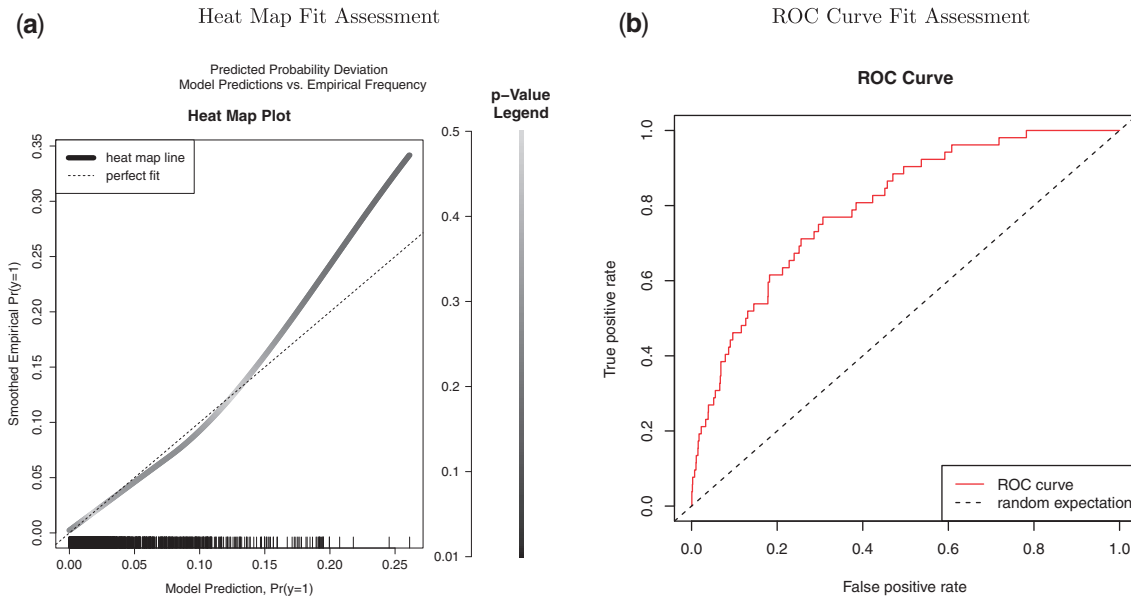 (a)
Heat Map Fit Assessment
Predicted Probability Deviation
Model Predictions vs. Empirical Frequency
Heat Map Plot
heat map line
perfect fit
Smoothed Empirical Pr(y=1)
0.35
0.30
0.25
0.20
0.15
0.10
0.05
0.00
0.00 0.05 0.10 0.15 0.20 0.25
Model Prediction, Pr(y=1)
p−Value
Legend
0.5
0.4
0.3
0.2
0.1
0.01
(b)
ROC Curve Fit Assessment
ROC Curve
True positive rate
1.0
0.8
0.6
0.4
0.2
0.0
ROC curve
random expectation
0.0 0.2 0.4 0.6 0.8 1.0
False positive rate